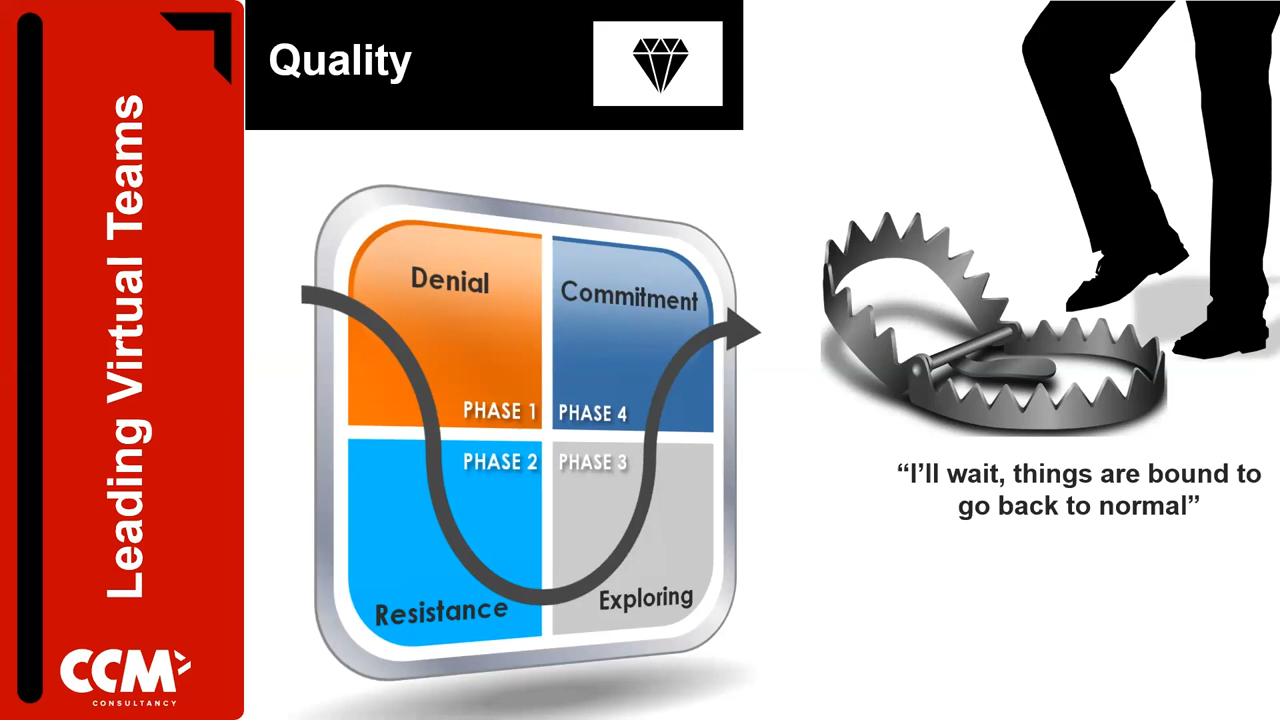 Leading Virtual Teams
CCM
CONSULTANCY
Quality
Denial
Commitment
PHASE 1
PHASE 4
PHASE 2
PHASE 3
Resistance
Exploring
“I’ll wait, things are bound to
go back to normal”